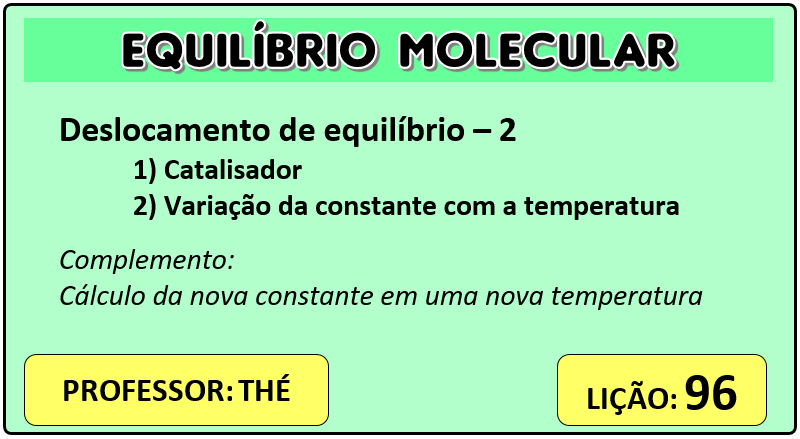 EQUILÍBRIO MOLECULAR
Deslocamento de equilíbrio – 2
1) Catalisador
2) Variação da constante com a temperatura
Complemento:
Cálculo da nova constante em uma nova temperatura
PROFESSOR: THÉ
LIÇÃO: 96